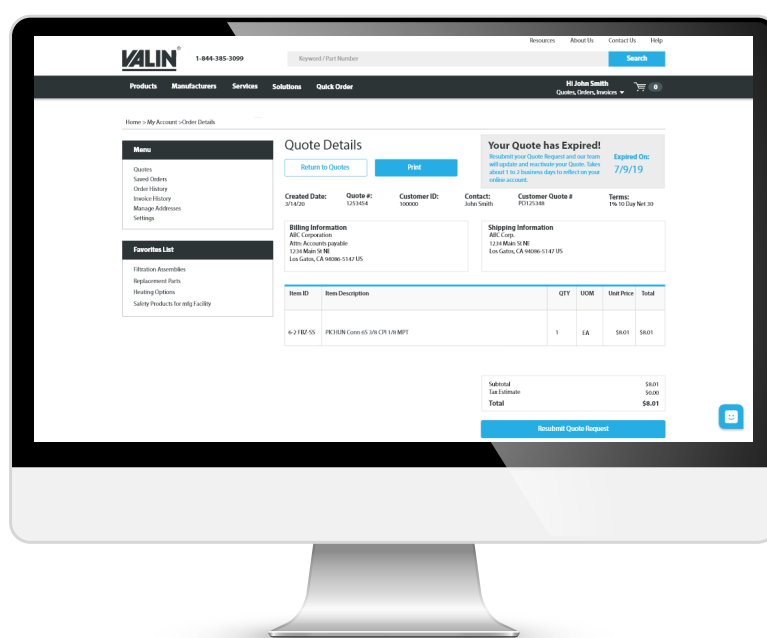 Resources About Us Contact Us Help
VALIN® 1-844-385-3099 Keyword / Part Number Search
Products Manufacturers Services Solutions Quick Order Hi John Smith 0
Quotes, Orders, Invoices
Home > My Account >Order Details
Menu
Quotes
Saved Orders
Order History
Invoice History
Manage Addresses
Settings
Favorites List
Filtration Assemblies
Replacement Parts
Heating Options
Safety Products for mfg Facility
Quote Details
Return to Quotes Print
Your Quote has Expired!
Resubmit your Quote Request and our team
will update and reactivate your Quote. Takes
about 1 to 2 business days to reflect on your
online account.
Expired On:
7/9/19
Created Date: Quote #: Customer ID: Contact: Customer Quote # Terms:
3/14/20 1253454 100000 John Smith PO125348 1% 10 Day Net 30
Billing Information
ABC Corporation
Attn: Accounts payable
1234 Main St NE
Los Gatos, CA 94086-5147 US
Shipping Information
ABC Corp.
1234 Main St NE
Los Gatos, CA 94086-5147 US
Item ID Item Description QTY UOM Unit Price Total
6-2 FBZ-SS PICHUN Conn 6S 3/8 CPI 1/8 MPT 1 EA $8.01 $8.01
Subtotal $8.01
Tax Estimate $0.00
Total $8.01
Resubmit Quote Request